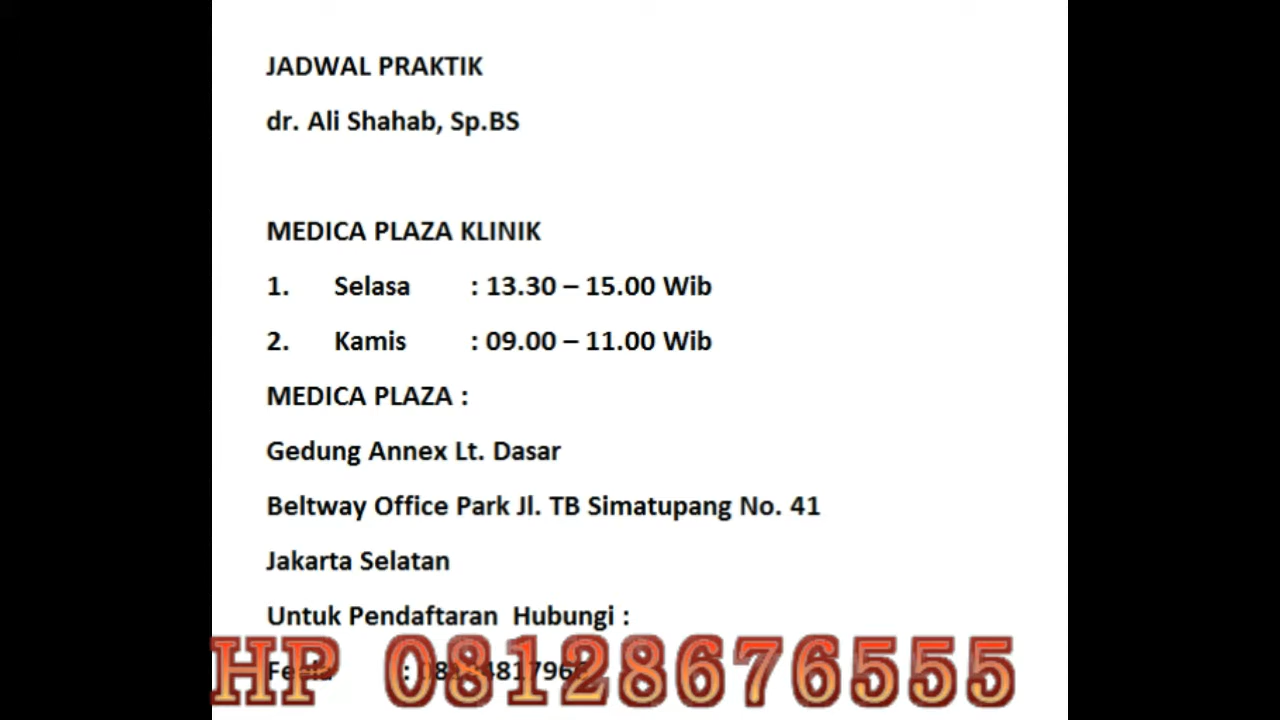 JADWAL PRAKTIK
dr. Ali Shahab, Sp.BS
MEDICA PLAZA KLINIK
1. Selasa : 13.30 – 15.00 Wib
2. Kamis : 09.00 – 11.00 Wib
MEDICA PLAZA :
Gedung Annex Lt. Dasar
Beltway Office Park Jl. TB Simatupang No. 41
Jakarta Selatan
Untuk Pendaftaran Hubungi :
HP 08128676555